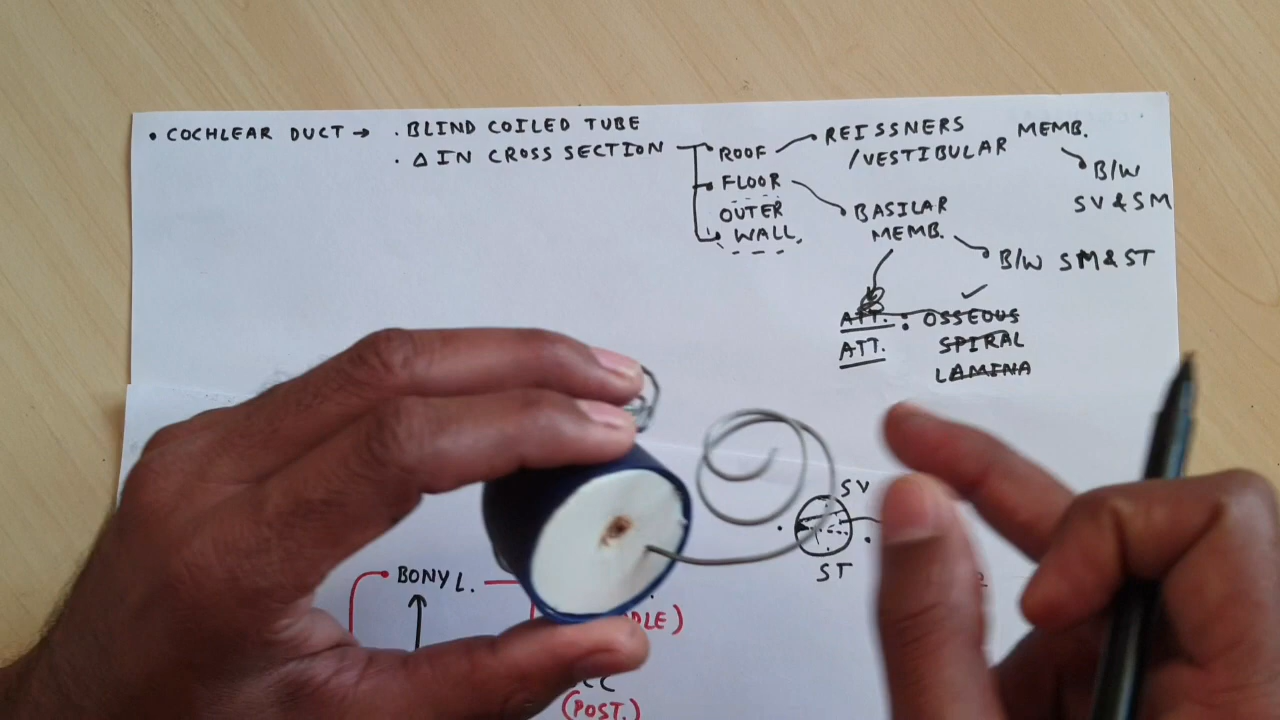 • COCHLEAR DUCT → . BLIND COILED TUBE
. Δ IN CROSS SECTION
ROOF
FLOOR
OUTER
WALL.
REISSNERS
/VESTIBULAR MEMB.
B/W
SV & SM
BASILAR
MEMB.
B/W SM & ST
ATT. : OSSEOUS
SPIRAL
LAMINA
ATT.
SV
ST
BONY L.
(POST.)